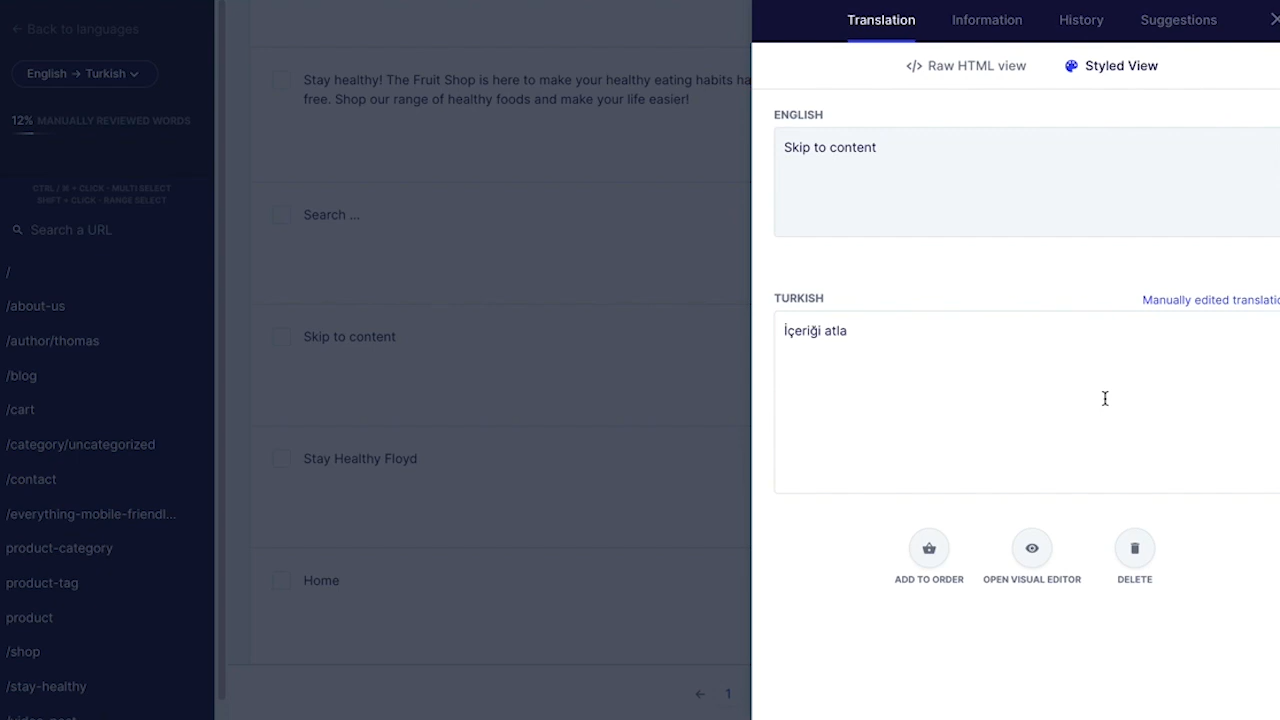 ← Back to languages
English → Turkish
12% MANUALLY REVIEWED WORDS
CTRL / ⌘ + CLICK - MULTI SELECT
SHIFT + CLICK - RANGE SELECT
Search a URL
/
/about-us
/author/thomas
/blog
/cart
/category/uncategorized
/contact
/everything-mobile-friendl...
product-category
product-tag
product
/shop
/stay-healthy
Stay healthy! The Fruit Shop is here to make your healthy eating habits ha
free. Shop our range of healthy foods and make your life easier!
Search ...
Skip to content
Stay Healthy Floyd
Home
← 1
Translation Information History Suggestions
</> Raw HTML view Styled View
ENGLISH
Skip to content
TURKISH Manually edited translatio
İçeriği atla
ADD TO ORDER OPEN VISUAL EDITOR DELETE